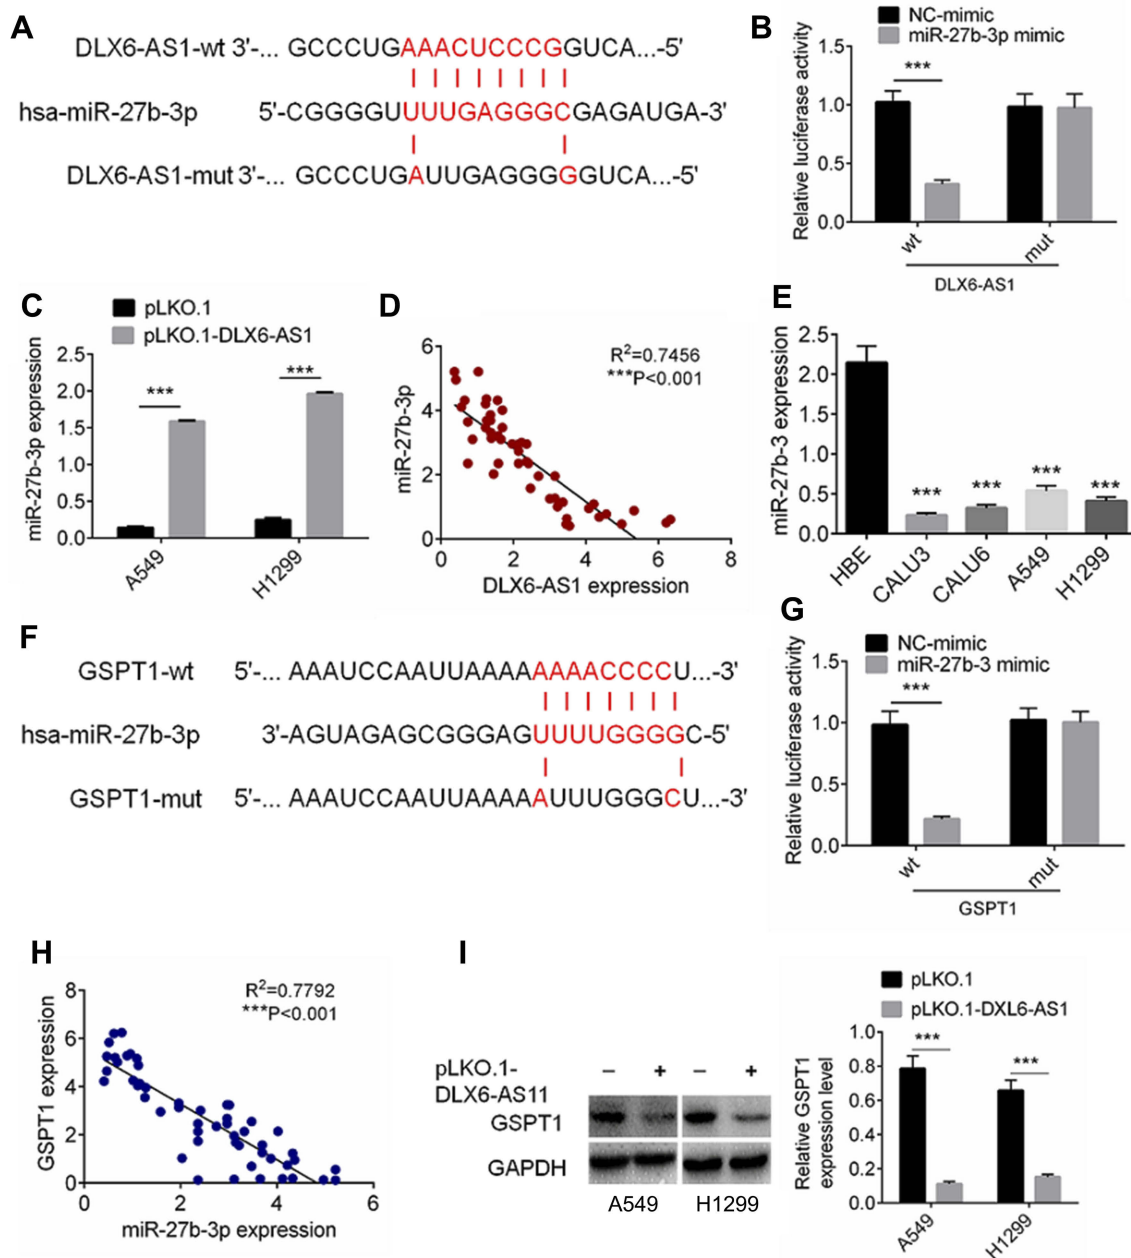 A
DLX6-AS1-wt 3'-... GCCCUGAAACUCCCGGUCA...-5'
hsa-miR-27b-3p 5'-CGGGGUUUUGAGGGCGAGAUGA-3'
DLX6-AS1-mut 3'-... GCCCUGAUUGAGGGGGUCA...-5'
B
NC-mimic
miR-27b-3p mimic
Relative luciferase activity
1.5
1.0
0.5
0.0
***
wt
mut
DLX6-AS1
C
pLKO.1
pLKO.1-DLX6-AS1
miR-27b-3p expression
2.5
2.0
1.5
1.0
0.5
0.0
***
***
A549
H1299
D
miR-27b-3p
6
4
2
0
R²=0.7456
***P<0.001
0 2 4 6 8
DLX6-AS1 expression
E
miR-27b-3 expression
2.5
2.0
1.5
1.0
0.5
0.0
*** *** *** ***
HBE
CALU3
CALU6
A549
H1299
F
GSPT1-wt 5'-... AAAUCCAAUUAAAAAAAACCCCU...-3'
hsa-miR-27b-3p 3'-AGUAGAGCGGGAGUUUUGGGGC-5'
GSPT1-mut 5'-... AAAUCCAAUUAAAAAUUUGGGCU...-3'
G
NC-mimic
miR-27b-3 mimic
Relative luciferase activity
1.5
1.0
0.5
0.0
***
wt
mut
GSPT1
H
GSPT1 expression
8
6
4
2
0
R²=0.7792
***P<0.001
0 2 4 6
miR-27b-3p expression
I
pLKO.1-
DLX6-AS11
– + – +
GSPT1
GAPDH
A549 H1299
pLKO.1
pLKO.1-DXL6-AS1
Relative GSPT1
expression level
1.0
0.8
0.6
0.4
0.2
0.0
***
***
A549
H1299